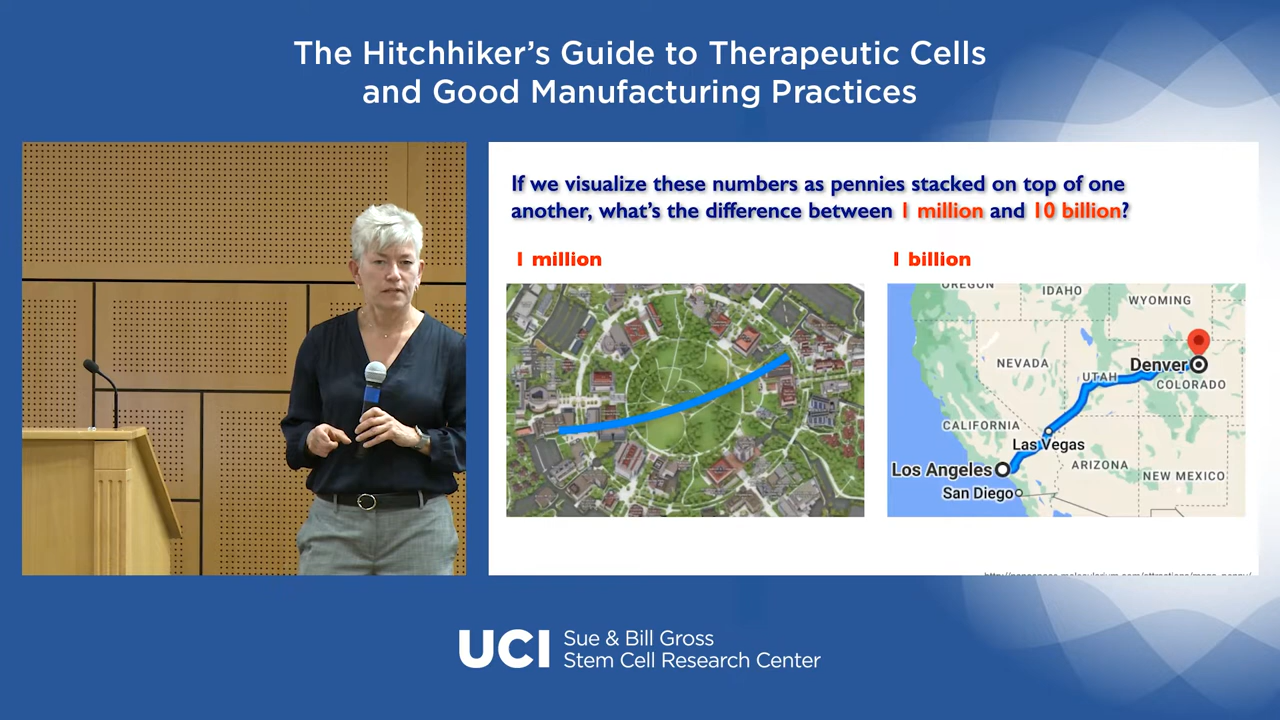 The Hitchhiker's Guide to Therapeutic Cells
and Good Manufacturing Practices
If we visualize these numbers as pennies stacked on top of one
another, what's the difference between 1 million and 10 billion?
1 million
1 billion
OREGON
IDAHO
WYOMING
NEVADA
UTAH
Denver
COLORADO
CALIFORNIA
Las Vegas
Los Angeles
ARIZONA
NEW MEXICO
San Diego
UCI
Sue & Bill Gross
Stem Cell Research Center